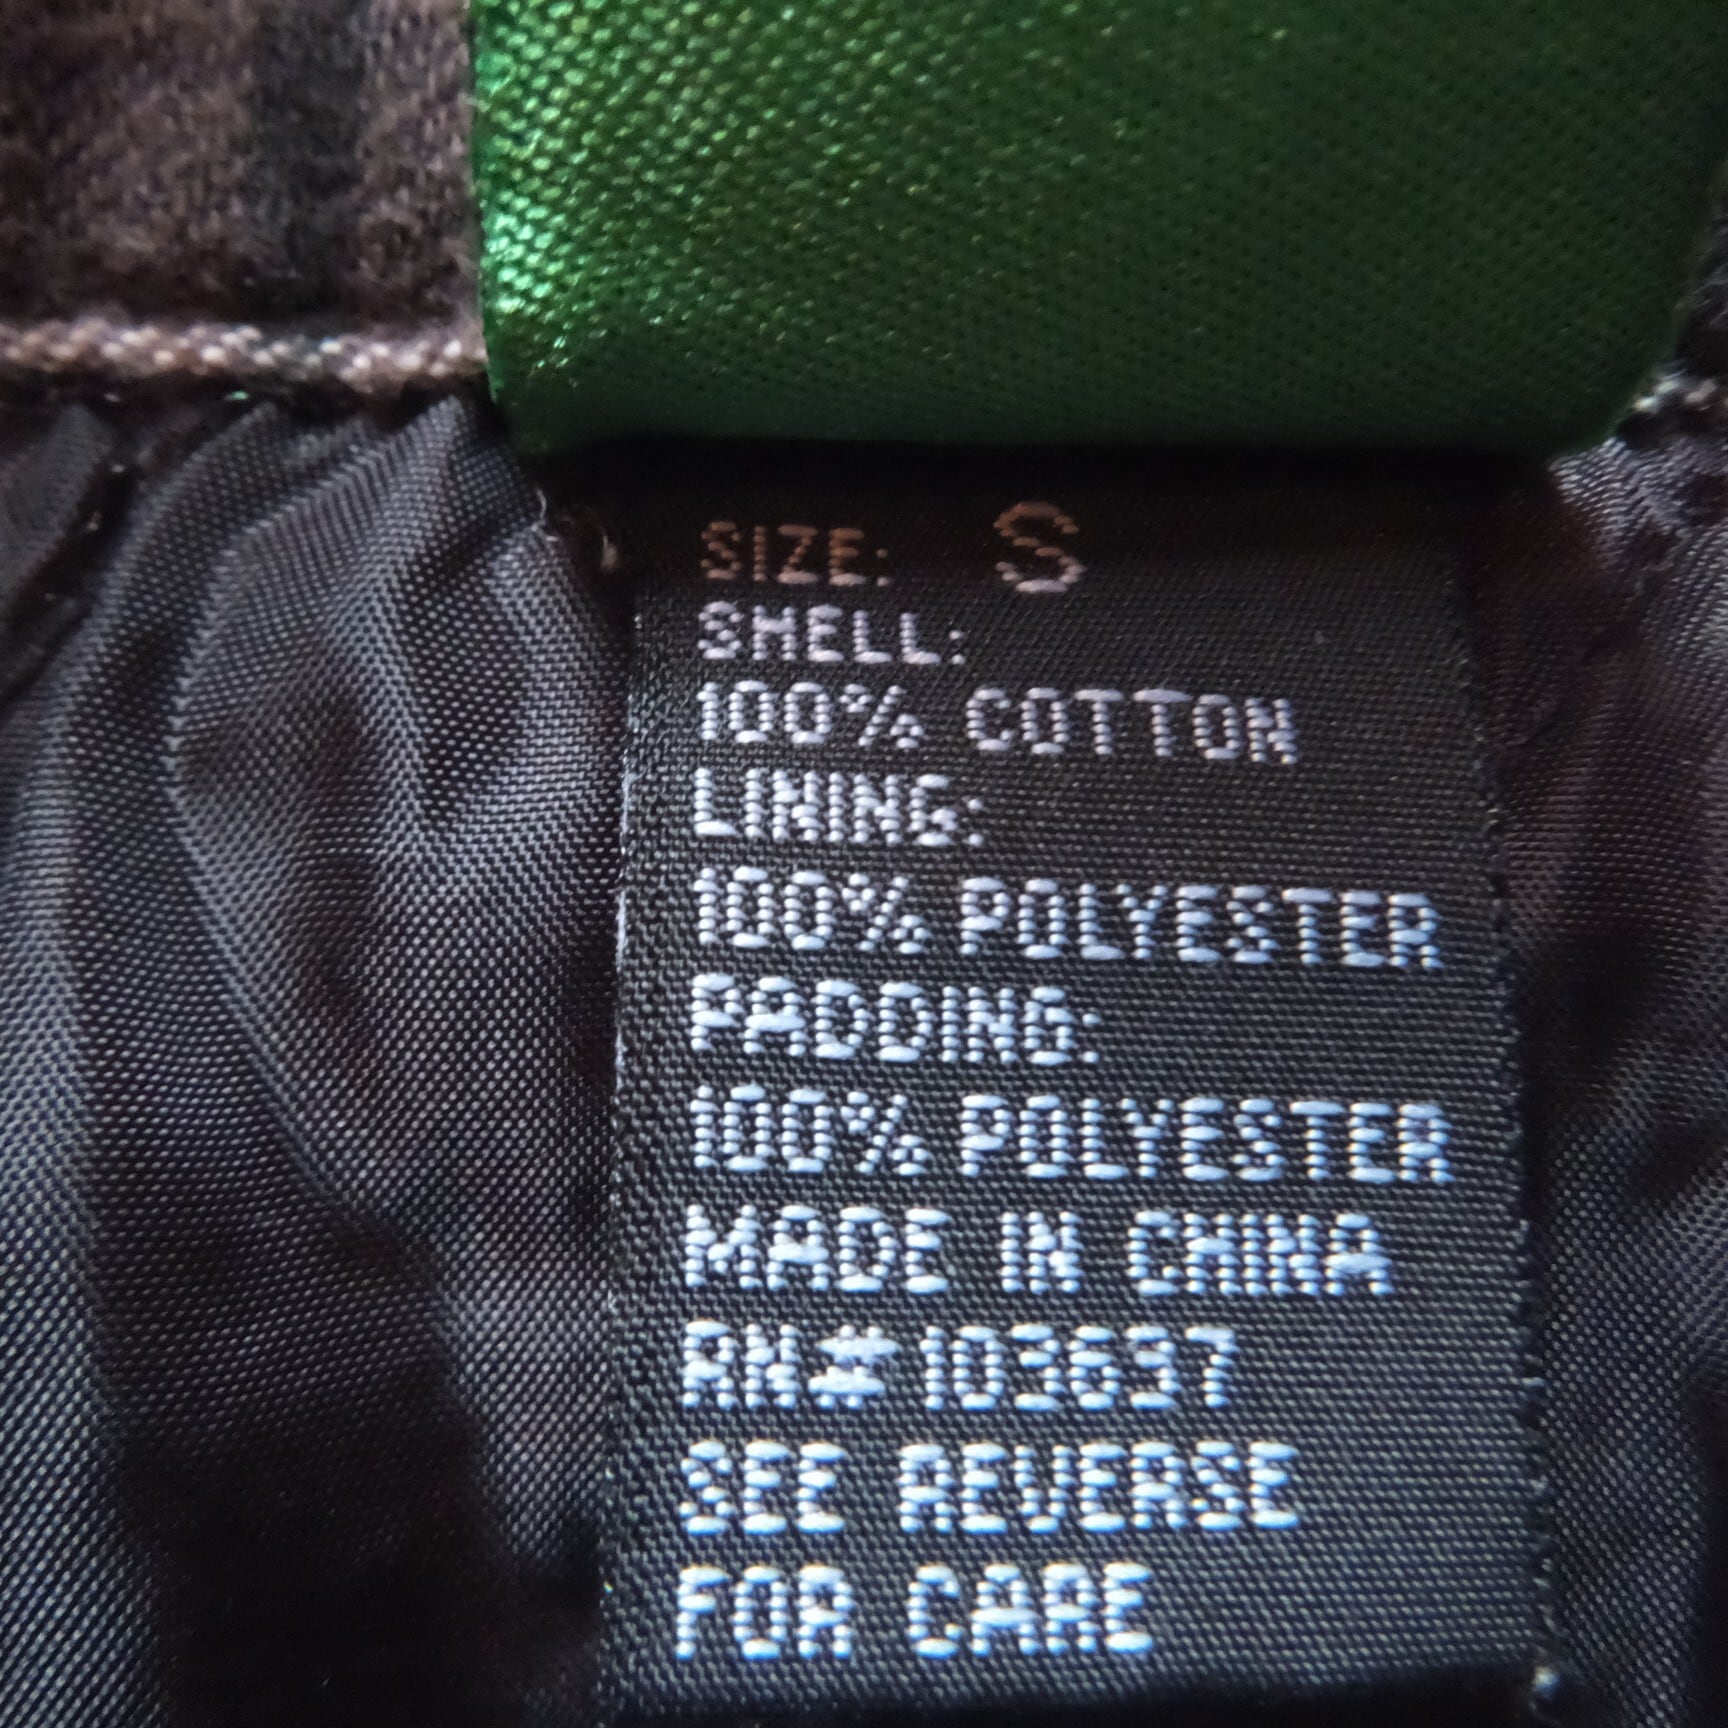 SIZE: S
SHELL:
100% COTTON
LINING:
100% POLYESTER
PADDING:
100% POLYESTER
MADE IN CHINA
RN# 103697
SEE REVERSE
FOR CARE